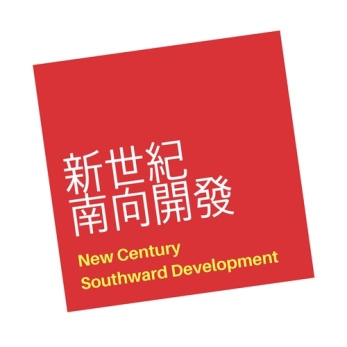 新世紀
南向開發
New Century
Southward Development